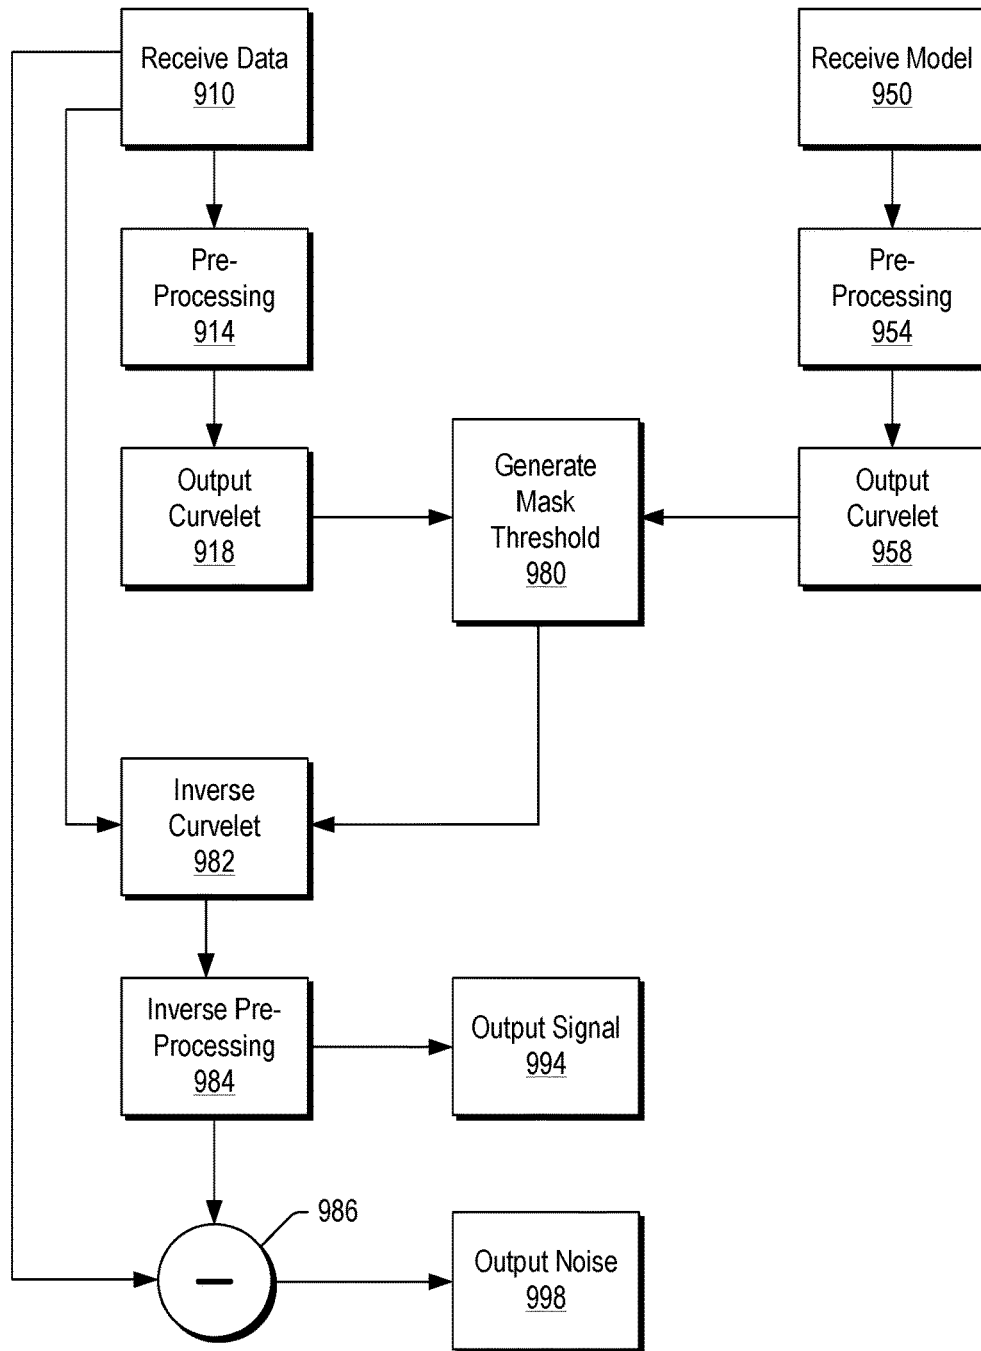 Receive Data
910
Receive Model
950
Pre-
Processing
914
Pre-
Processing
954
Output
Curvelet
918
Generate
Mask
Threshold
980
Output
Curvelet
958
Inverse
Curvelet
982
Inverse Pre-
Processing
984
Output Signal
994
986
Output Noise
998